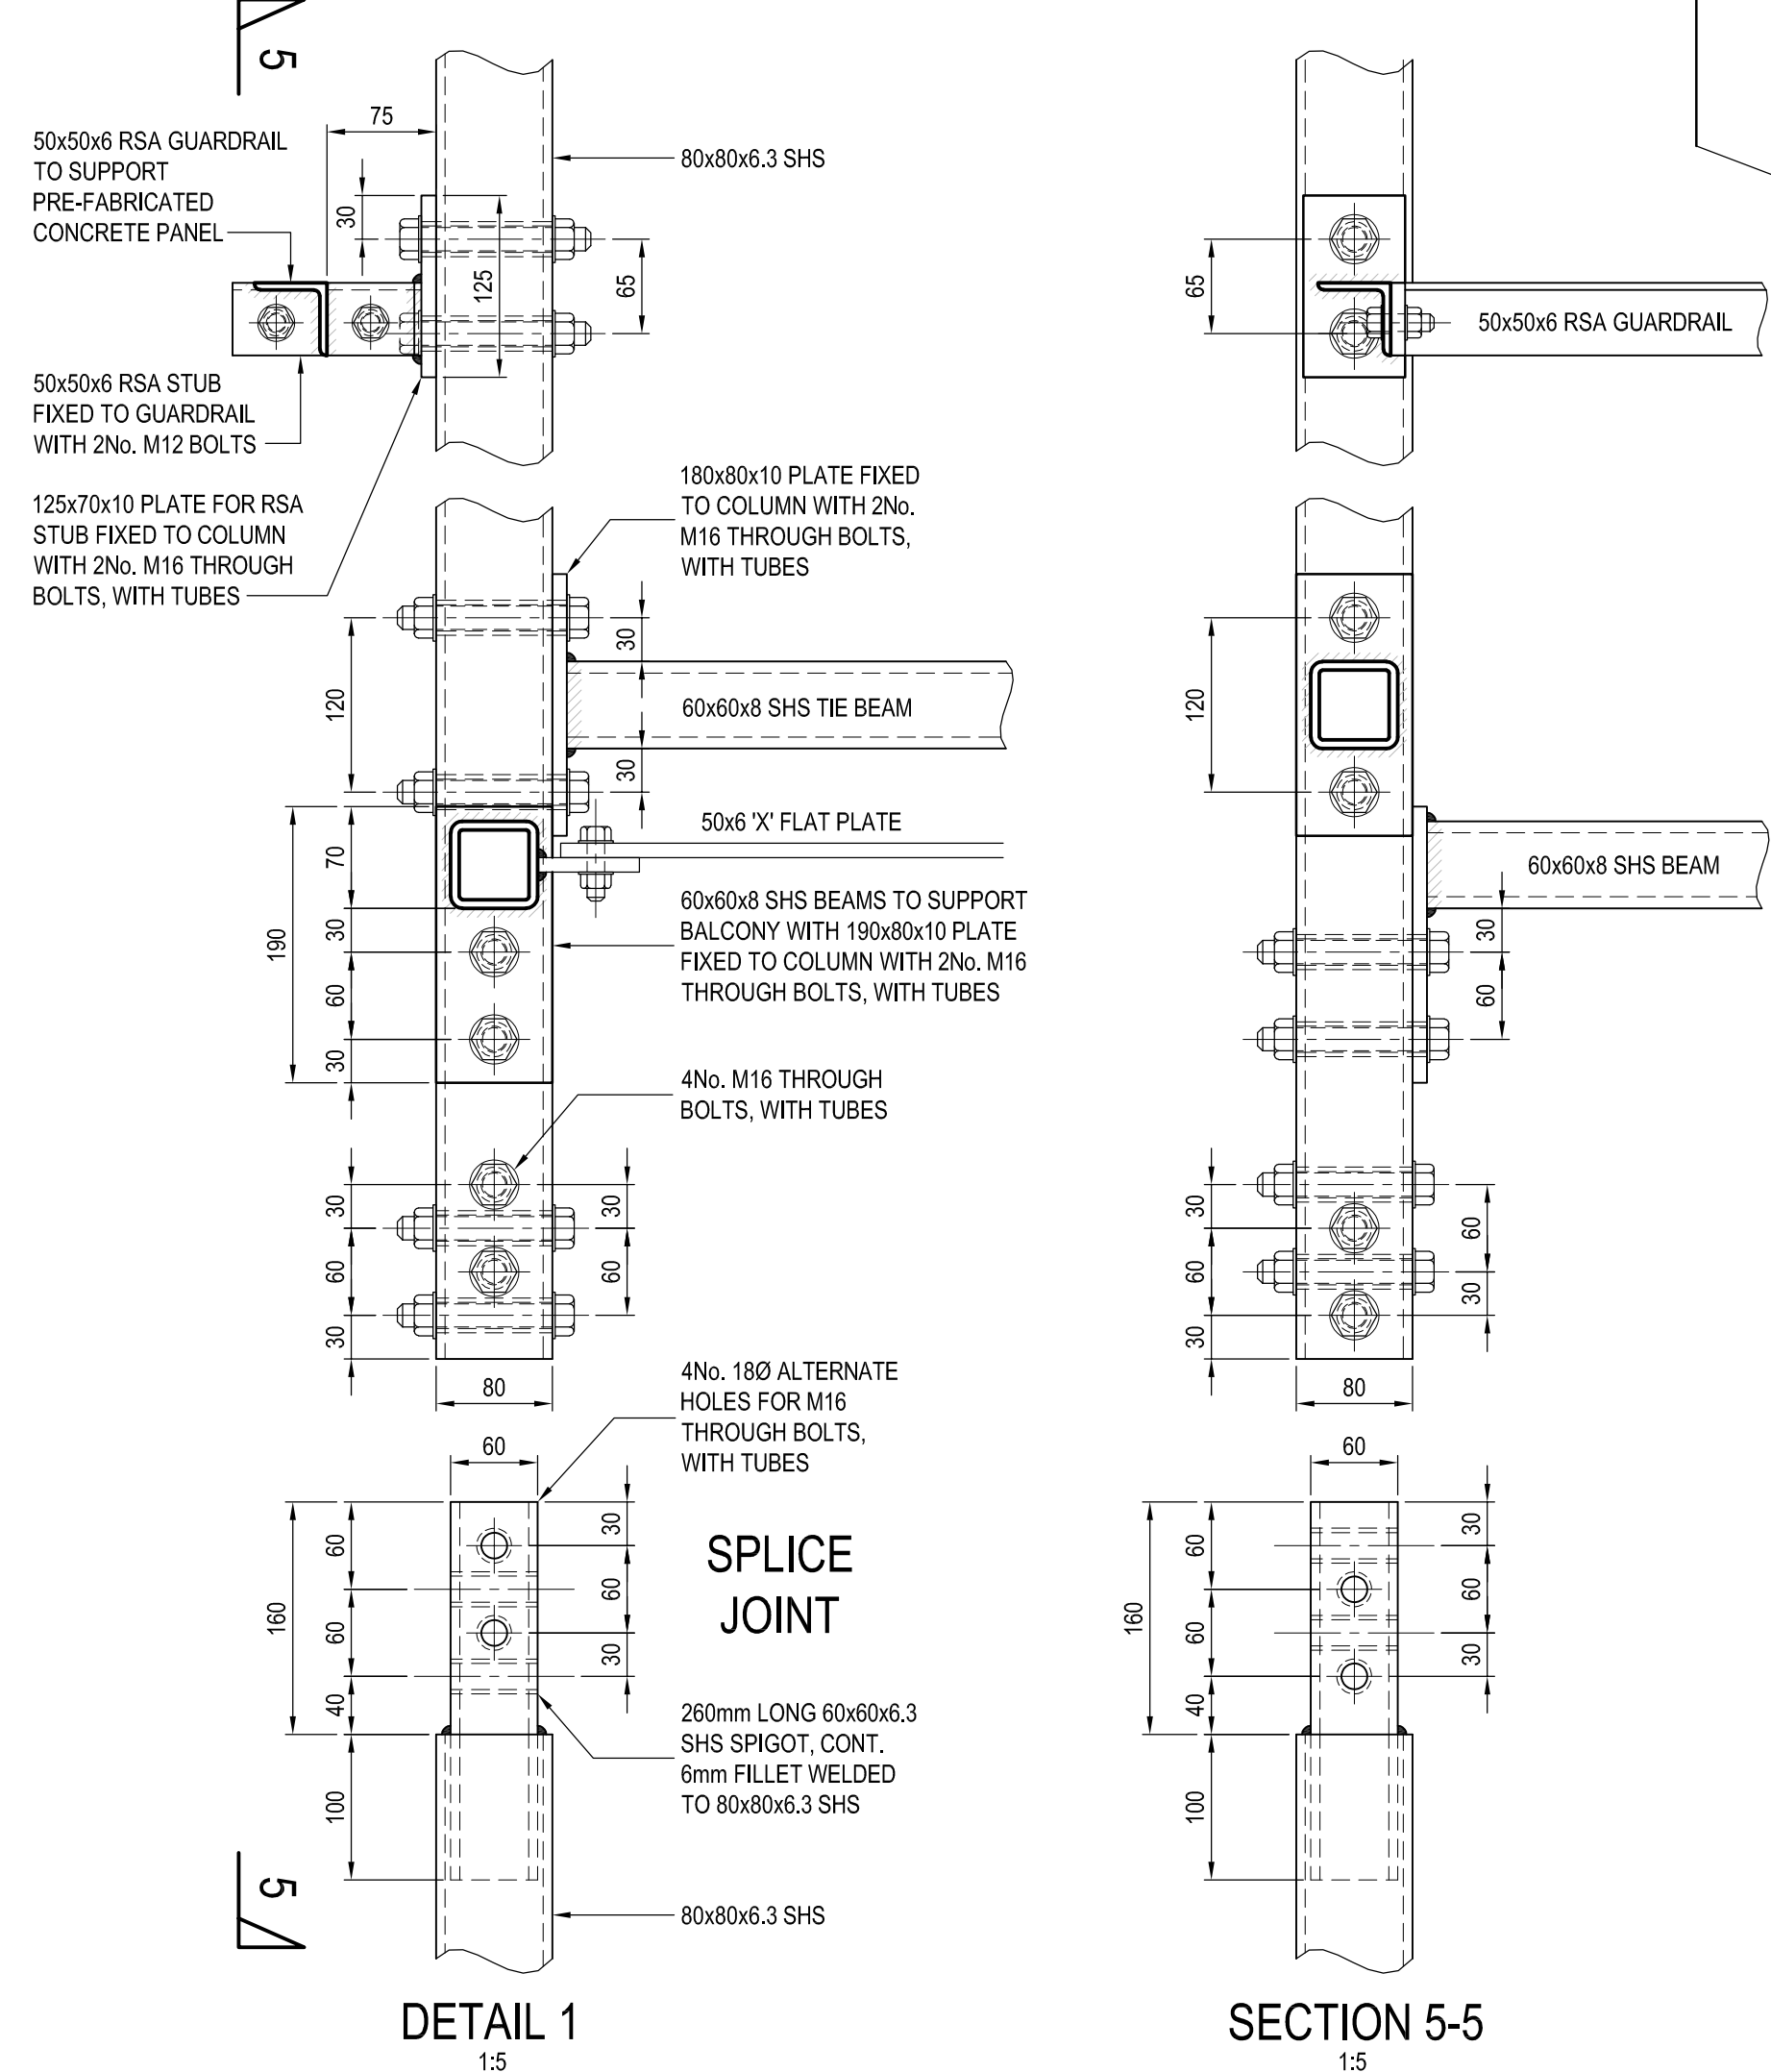 5
75
50x50x6 RSA GUARDRAIL
TO SUPPORT
PRE-FABRICATED
CONCRETE PANEL
80x80x6.3 SHS
30
125
65
50x50x6 RSA STUB
FIXED TO GUARDRAIL
WITH 2No. M12 BOLTS
125x70x10 PLATE FOR RSA
STUB FIXED TO COLUMN
WITH 2No. M16 THROUGH
BOLTS, WITH TUBES
180x80x10 PLATE FIXED
TO COLUMN WITH 2No.
M16 THROUGH BOLTS,
WITH TUBES
120
30
60x60x8 SHS TIE BEAM
30
50x6 'X' FLAT PLATE
190
70
30
60
30
60x60x8 SHS BEAMS TO SUPPORT
BALCONY WITH 190x80x10 PLATE
FIXED TO COLUMN WITH 2No. M16
THROUGH BOLTS, WITH TUBES
4No. M16 THROUGH
BOLTS, WITH TUBES
30
60
30
30
60
80
4No. 18Ø ALTERNATE
HOLES FOR M16
THROUGH BOLTS,
WITH TUBES
60
160
60
60
40
100
30
60
30
SPLICE
JOINT
260mm LONG 60x60x6.3
SHS SPIGOT, CONT.
6mm FILLET WELDED
TO 80x80x6.3 SHS
5
80x80x6.3 SHS
DETAIL 1
1:5
65
50x50x6 RSA GUARDRAIL
120
60x60x8 SHS BEAM
30
60
30
60
30
60
30
80
60
160
60
60
40
100
30
60
30
SECTION 5-5
1:5